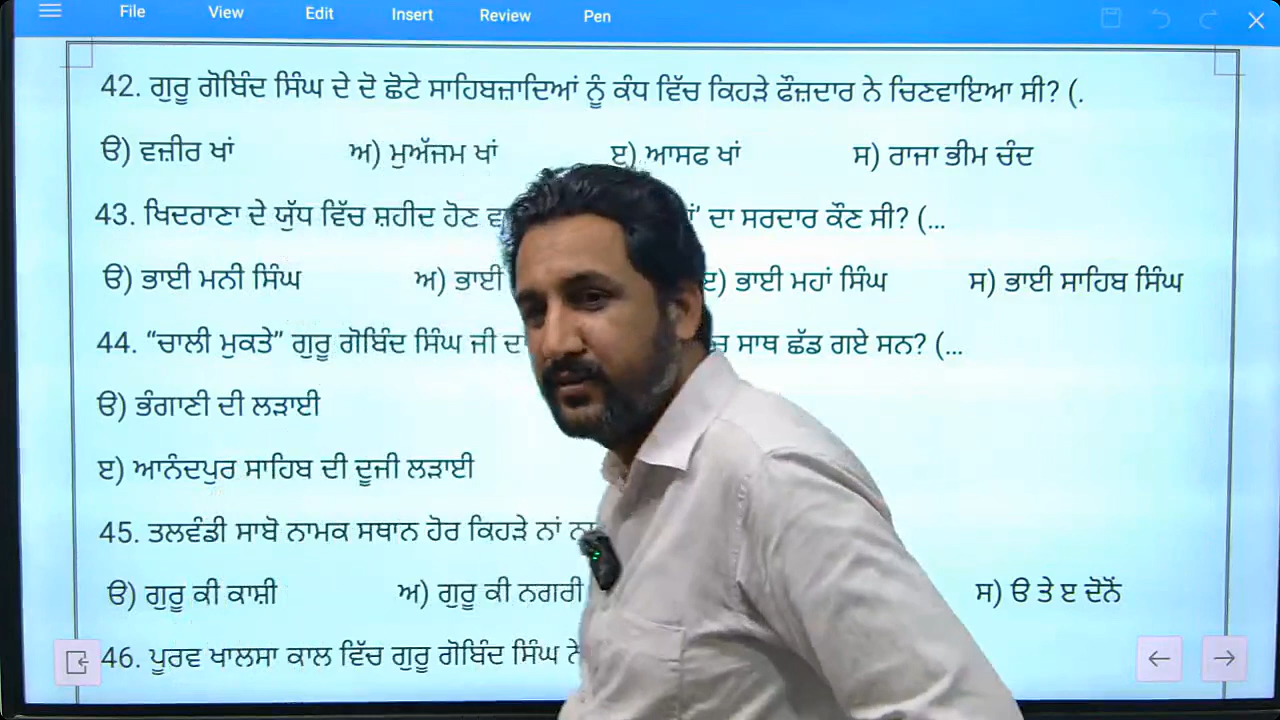 File View Edit Insert Review Pen
42. ਗੁਰੂ ਗੋਬਿੰਦ ਸਿੰਘ ਦੇ ਦੋ ਛੋਟੇ ਸਾਹਿਬਜ਼ਾਦਿਆਂ ਨੂੰ ਕੰਧ ਵਿੱਚ ਕਿਹੜੇ ਫੌਜ਼ਦਾਰ ਨੇ ਚਿਣਵਾਇਆ ਸੀ? (.
ੳ) ਵਜ਼ੀਰ ਖਾਂ ਅ) ਮੁਅੱਜਮ ਖਾਂ ੲ) ਆਸਫ ਖਾਂ ਸ) ਰਾਜਾ ਭੀਮ ਚੰਦ
43. ਖਿਦਰਾਣਾ ਦੇ ਯੁੱਧ ਵਿੱਚ ਸ਼ਹੀਦ ਹੋਣ ਦਾ ਸਰਦਾਰ ਕੌਣ ਸੀ? (...
ੳ) ਭਾਈ ਮਨੀ ਸਿੰਘ ਅ) ਭਾਈ ੲ) ਭਾਈ ਮਹਾਂ ਸਿੰਘ ਸ) ਭਾਈ ਸਾਹਿਬ ਸਿੰਘ
44. “ਚਾਲੀ ਮੁਕਤੇ” ਗੁਰੂ ਗੋਬਿੰਦ ਸਿੰਘ ਜੀ ਦਾ ਸਾਥ ਛੱਡ ਗਏ ਸਨ? (...
ੳ) ਭੰਗਾਣੀ ਦੀ ਲੜਾਈ
ੲ) ਆਨੰਦਪੁਰ ਸਾਹਿਬ ਦੀ ਦੂਜੀ ਲੜਾਈ
45. ਤਲਵੰਡੀ ਸਾਬੋ ਨਾਮਕ ਸਥਾਨ ਹੋਰ ਕਿਹੜੇ ਨਾਂ
ੳ) ਗੁਰੂ ਕੀ ਕਾਸ਼ੀ ਅ) ਗੁਰੂ ਕੀ ਨਗਰੀ ਸ) ੳ ਤੇ ੲ ਦੋਨੋਂ
46. ਪੂਰਵ ਖਾਲਸਾ ਕਾਲ ਵਿੱਚ ਗੁਰੂ ਗੋਬਿੰਦ ਸਿੰਘ